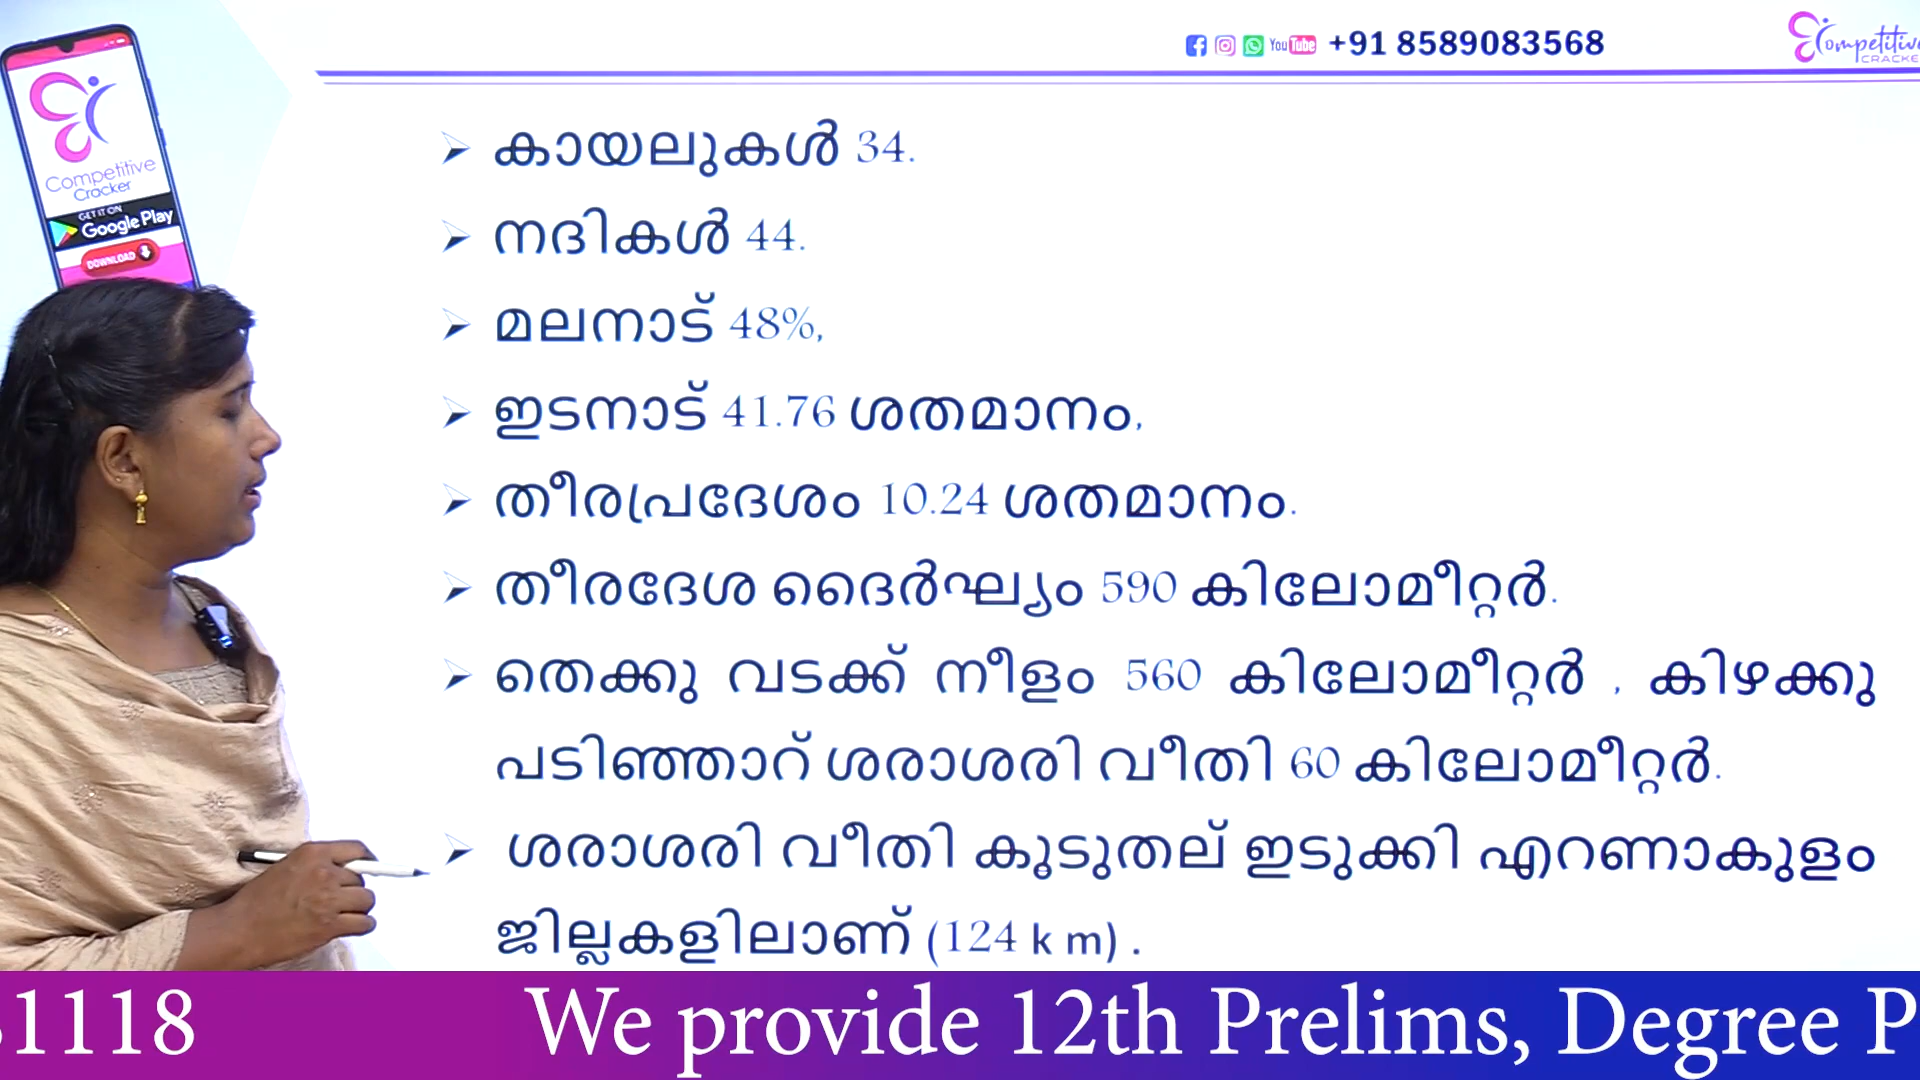 You Tube +91 8589083568
Competitive
CRACKER
Competitive
Cracker
GET IT ON
Google Play
DOWNLOAD
➢ കായലുകൾ 34.
➢ നദികൾ 44.
➢ മലനാട് 48%,
➢ ഇടനാട് 41.76 ശതമാനം,
➢ തീരപ്രദേശം 10.24 ശതമാനം.
➢ തീരദേശ ദൈർഘ്യം 590 കിലോമീറ്റർ.
➢ തെക്കു വടക്ക് നീളം 560 കിലോമീറ്റർ , കിഴക്കു
പടിഞ്ഞാറ് ശരാശരി വീതി 60 കിലോമീറ്റർ.
➢ ശരാശരി വീതി കൂടുതല് ഇടുക്കി എറണാകുളം
ജില്ലകളിലാണ് (124 k m) .
1118 We provide 12th Prelims, Degree P